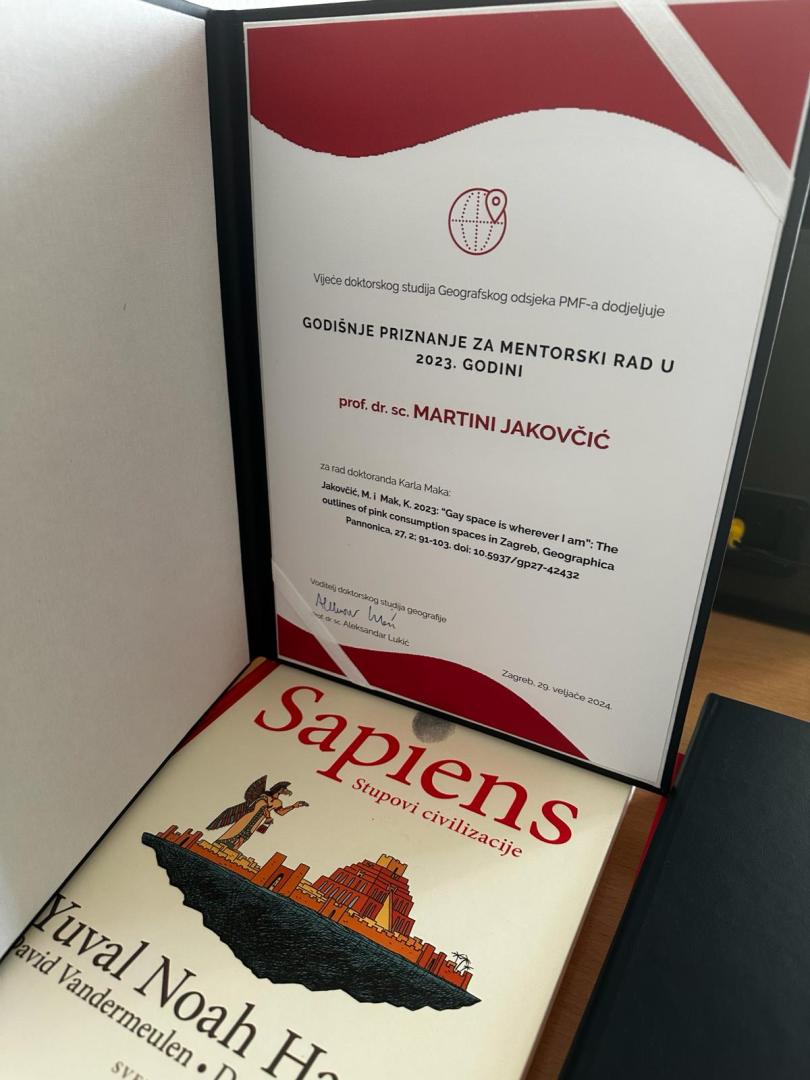 Vijeće doktorskog studija Geografskog odsjeka PMF-a dodjeljuje
GODIŠNJE PRIZNANJE ZA MENTORSKI RAD U
2023. GODINI
prof. dr. sc. MARTINI JAKOVČIĆ
za rad doktoranda Karla Maka:
Jakovčić, M. i Mak, K. 2023: "Gay space is wherever I am": The
outlines of pink consumption spaces in Zagreb, Geographica
Pannonica, 27, 2; 91-103. doi: 10.5937/gp27-42432
Voditelj doktorskog studija geografije
Prof. dr. sc. Aleksandar Lukić
Zagreb, 29. veljače 2024.
Sapiens
Stupovi civilizacije
Yuval Noah Ha
David Vandermeulen • D